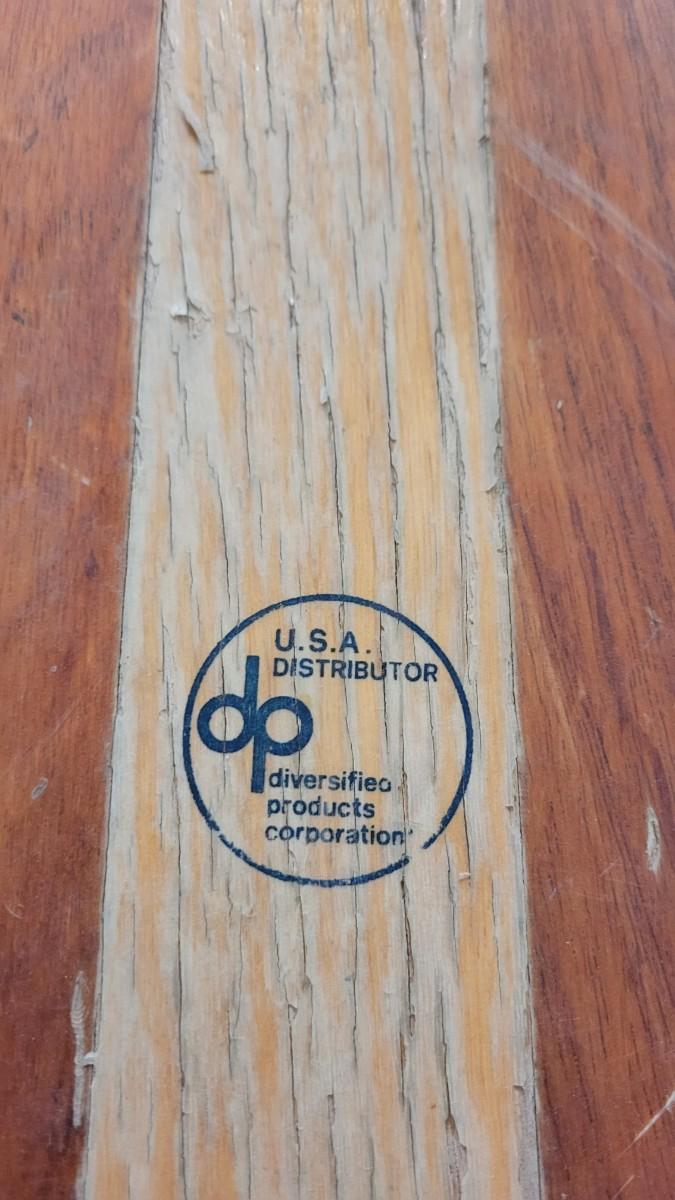 U.S.A.
DISTRIBUTOR
dp
diversified
products
corporation